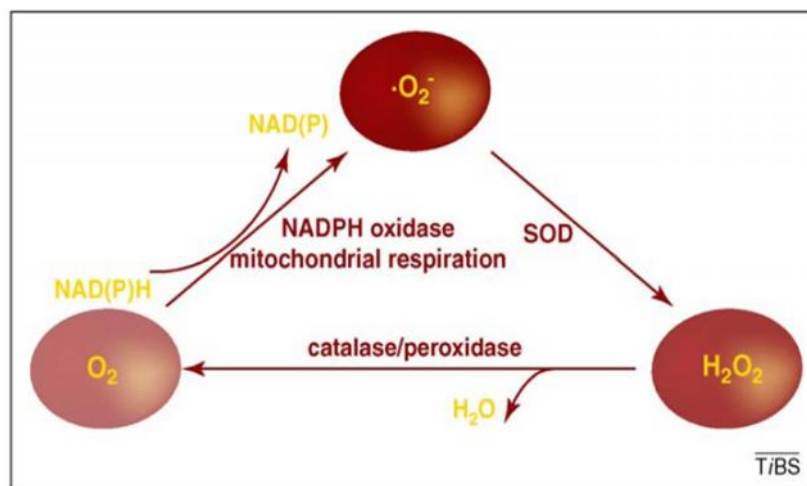 ·O₂⁻
NAD(P)
NADPH oxidase
mitochondrial respiration
SOD
NAD(P)H
O₂
catalase/peroxidase
H₂O
H₂O₂
TiBS